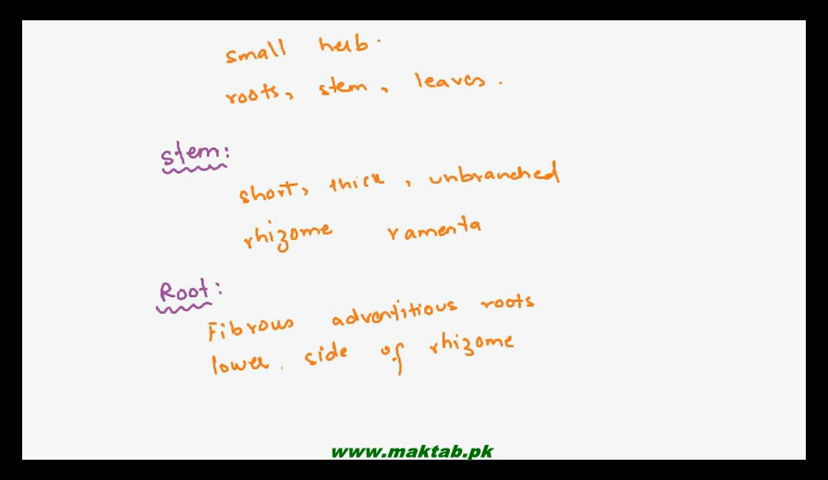 small herb.
roots, stem, leaves.
stem:
short, thick, unbranched
rhizome ramenta
Root:
Fibrous adventitious roots
lower side of rhizome
www.maktab.pk